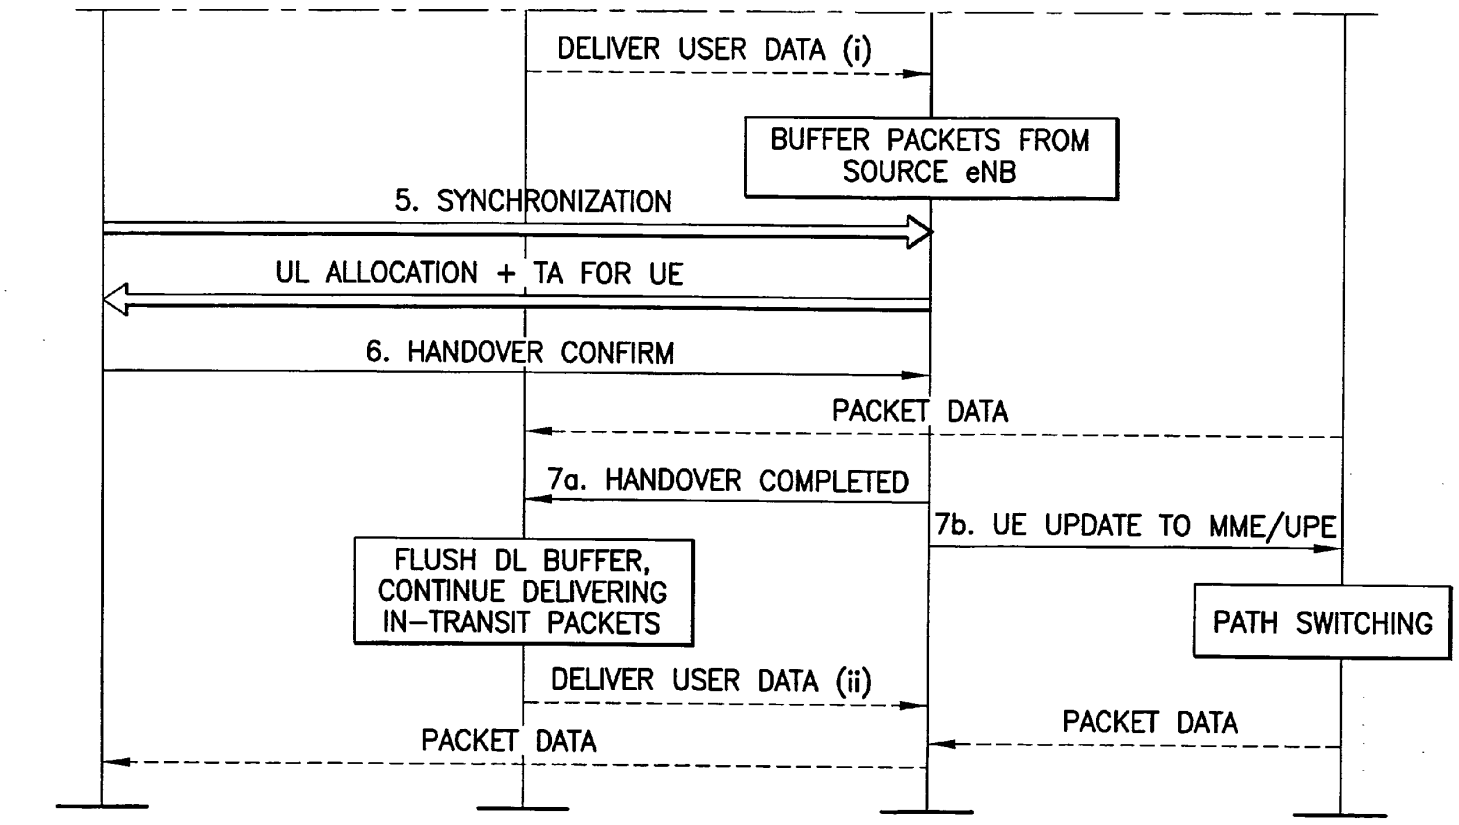 DELIVER USER DATA (i)
BUFFER PACKETS FROM
SOURCE eNB
5. SYNCHRONIZATION
UL ALLOCATION + TA FOR UE
6. HANDOVER CONFIRM
PACKET DATA
7a. HANDOVER COMPLETED
7b. UE UPDATE TO MME/UPE
FLUSH DL BUFFER,
CONTINUE DELIVERING
IN-TRANSIT PACKETS
PATH SWITCHING
DELIVER USER DATA (ii)
PACKET DATA
PACKET DATA